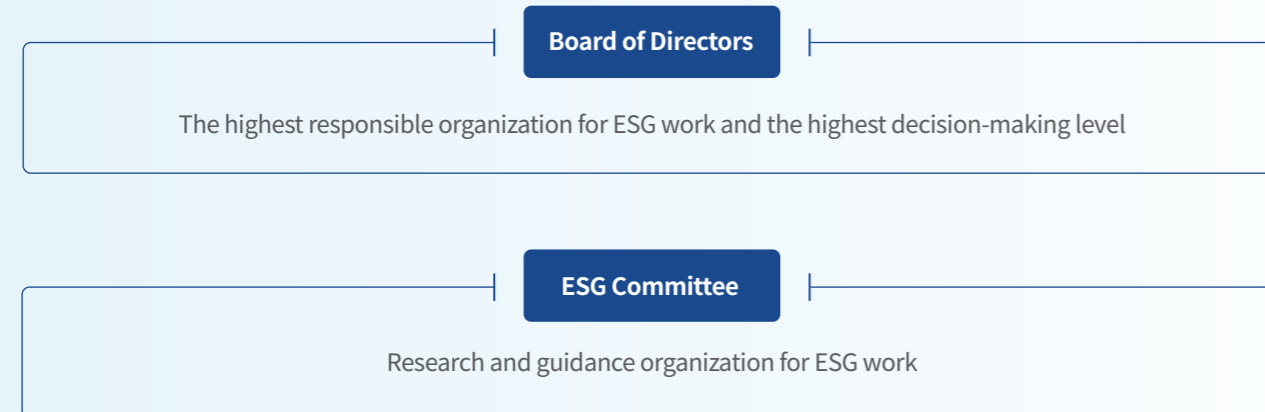 Board of Directors
The highest responsible organization for ESG work and the highest decision-making level
ESG Committee
Research and guidance organization for ESG work